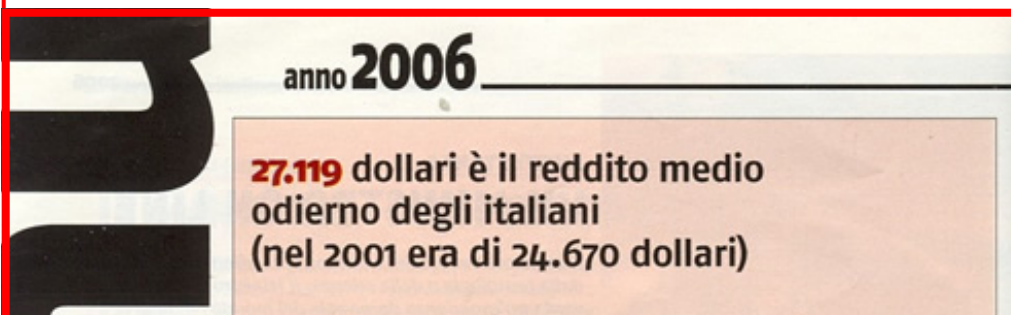 anno 2006
27.119 dollari è il reddito medio
odierno degli italiani
(nel 2001 era di 24.670 dollari)